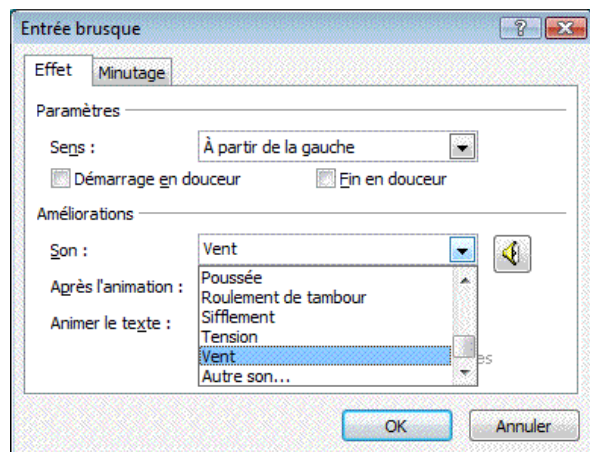 Entrée brusque
Effet
Minutage
Paramètres
Sens :
À partir de la gauche
Démarrage en douceur
Fin en douceur
Améliorations
Son :
Vent
Après l'animation :
Animer le texte :
Poussée
Roulement de tambour
Sifflement
Tension
Vent
Autre son...
OK
Annuler